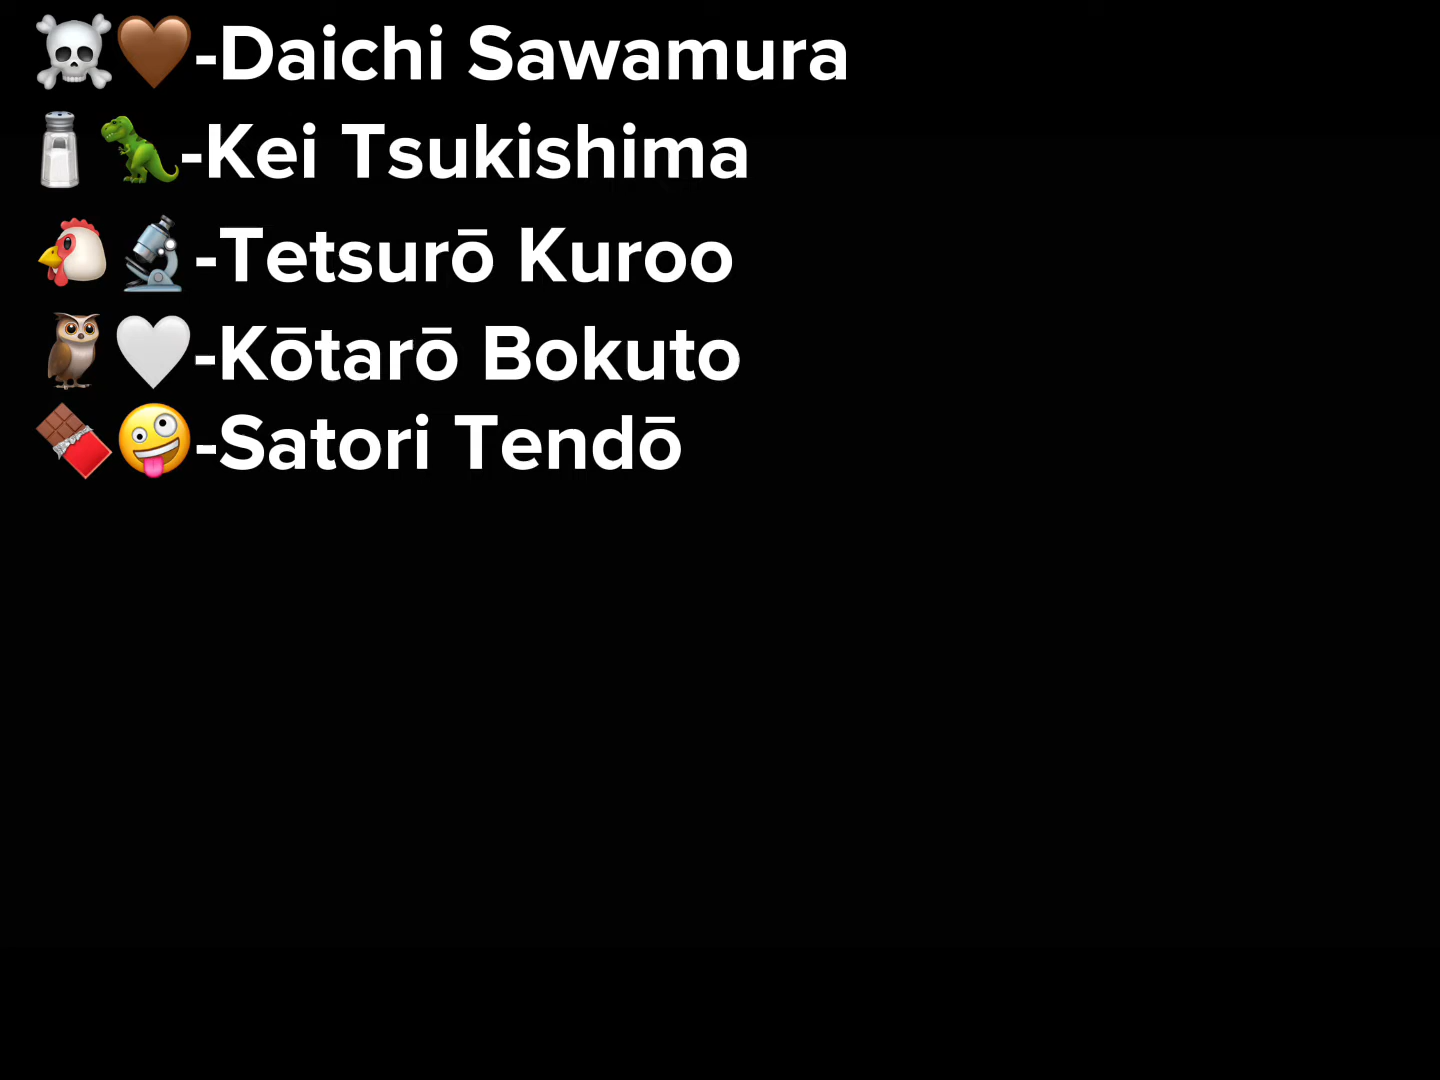 ☠️🤎-Daichi Sawamura
🧂🦖-Kei Tsukishima
🐔🔬-Tetsurō Kuroo
🦉🤍-Kōtarō Bokuto
🍫🤪-Satori Tendō